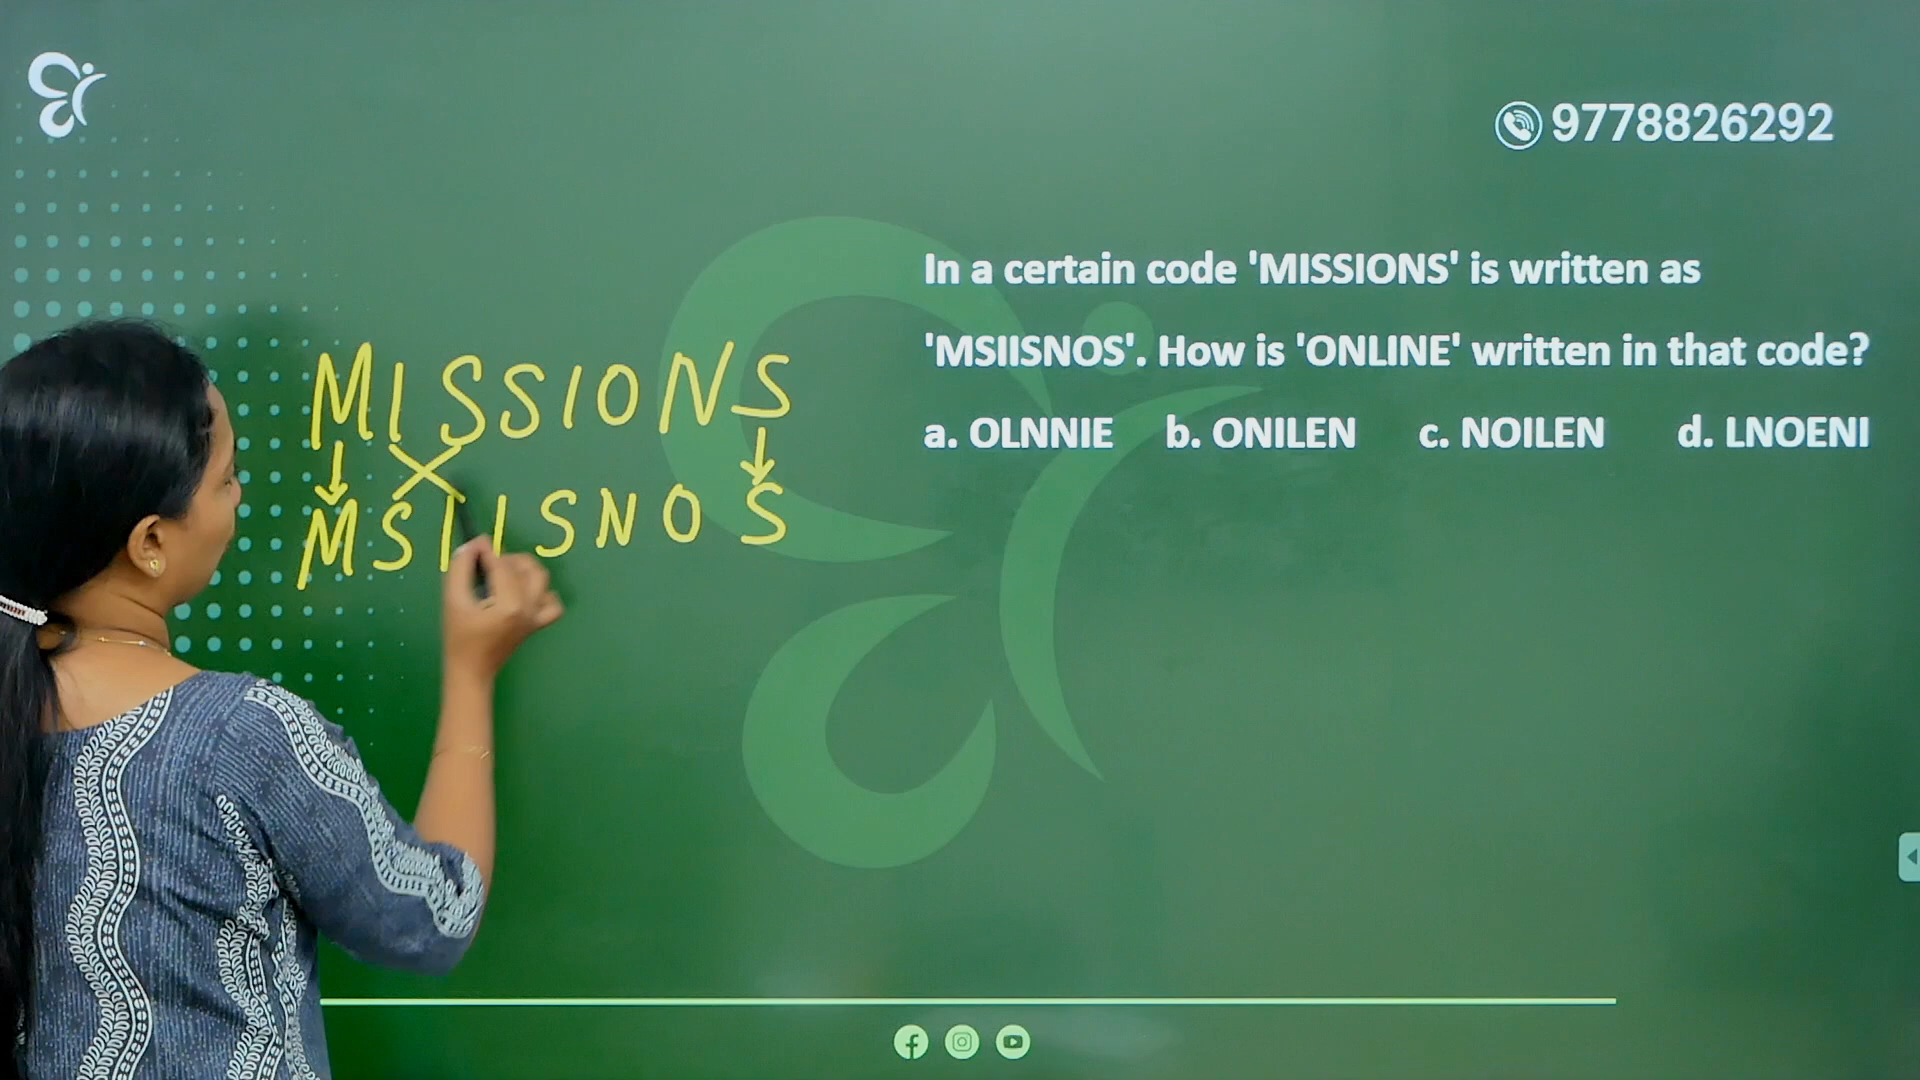 9778826292
In a certain code 'MISSIONS' is written as
'MSIISNOS'. How is 'ONLINE' written in that code?
a. OLNNIE b. ONILEN c. NOILEN d. LNOENI
MISSIONS
MSIISNOS